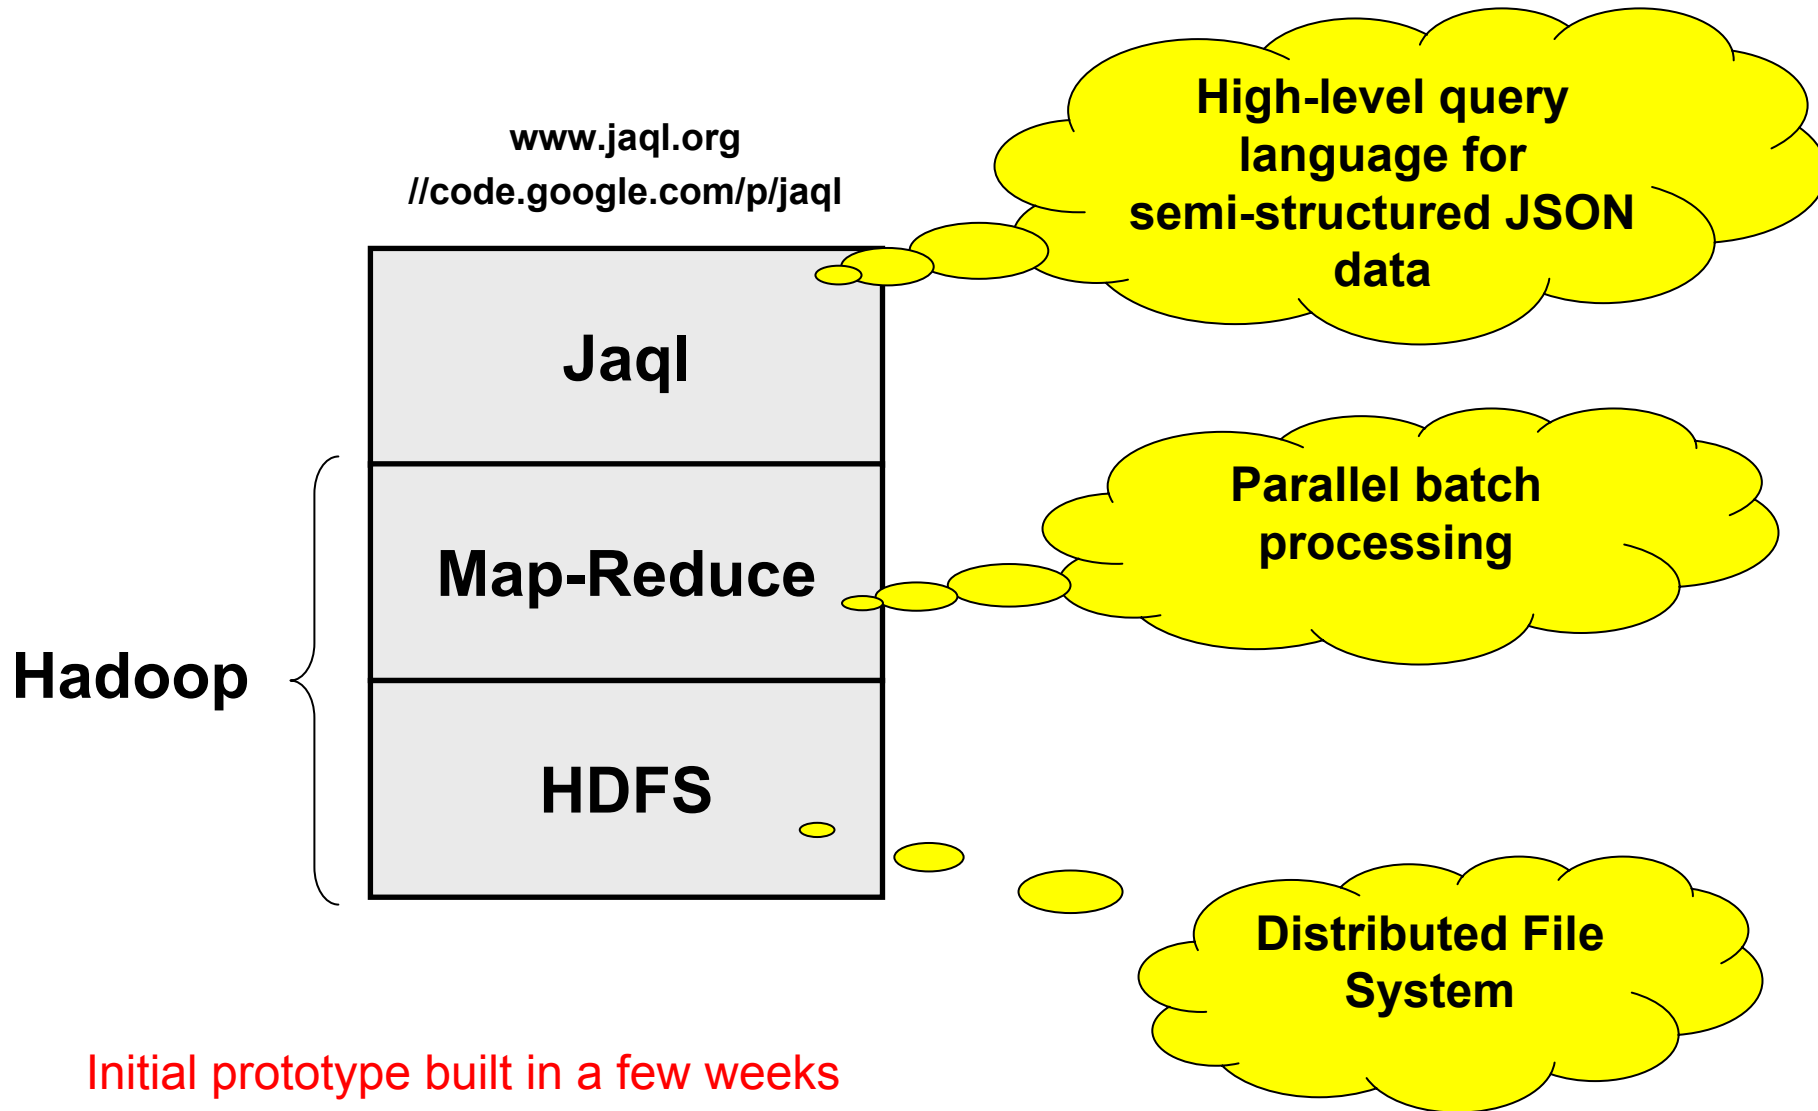 www.jaql.org
//code.google.com/p/jaql
High-level query
language for
semi-structured JSON
data
Jaql
Map-Reduce
Parallel batch
processing
Hadoop
HDFS
Distributed File
System
Initial prototype built in a few weeks